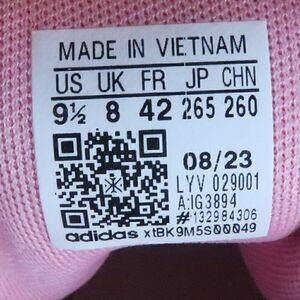 MADE IN VIETNAM
US UK FR JP CHN
9½ 8 42 265 260
08/23
LYV 029001
A:IG3894
#:132984306
adidas xtBK9M5S00049